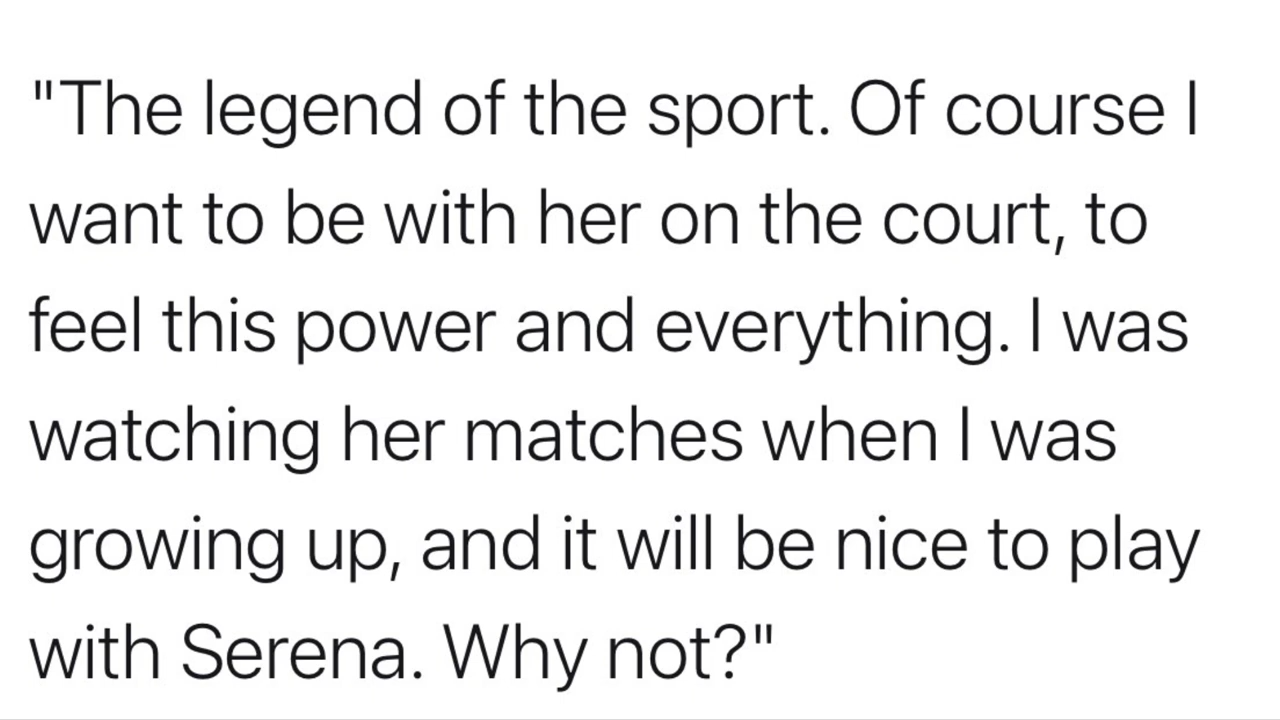 "The legend of the sport. Of course I
want to be with her on the court, to
feel this power and everything. I was
watching her matches when I was
growing up, and it will be nice to play
with Serena. Why not?"